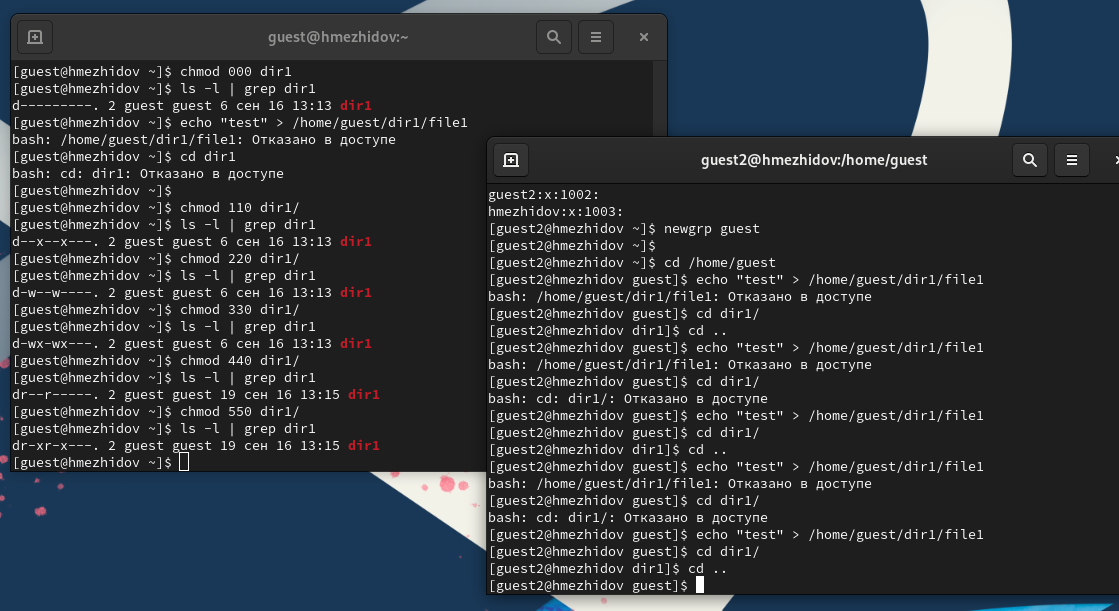 guest@hmezhidov:~
[guest@hmezhidov ~]$ chmod 000 dir1
[guest@hmezhidov ~]$ ls -l | grep dir1
d---------. 2 guest guest 6 сен 16 13:13 dir1
[guest@hmezhidov ~]$ echo "test" > /home/guest/dir1/file1
bash: /home/guest/dir1/file1: Отказано в доступе
[guest@hmezhidov ~]$ cd dir1
bash: cd: dir1: Отказано в доступе
[guest@hmezhidov ~]$
[guest@hmezhidov ~]$ chmod 110 dir1/
[guest@hmezhidov ~]$ ls -l | grep dir1
d--x--x---. 2 guest guest 6 сен 16 13:13 dir1
[guest@hmezhidov ~]$ chmod 220 dir1/
[guest@hmezhidov ~]$ ls -l | grep dir1
d-w--w----. 2 guest guest 6 сен 16 13:13 dir1
[guest@hmezhidov ~]$ chmod 330 dir1/
[guest@hmezhidov ~]$ ls -l | grep dir1
d-wx-wx---. 2 guest guest 6 сен 16 13:13 dir1
[guest@hmezhidov ~]$ chmod 440 dir1/
[guest@hmezhidov ~]$ ls -l | grep dir1
dr--r-----. 2 guest guest 19 сен 16 13:15 dir1
[guest@hmezhidov ~]$ chmod 550 dir1/
[guest@hmezhidov ~]$ ls -l | grep dir1
dr-xr-x---. 2 guest guest 19 сен 16 13:15 dir1
[guest@hmezhidov ~]$
guest2@hmezhidov:/home/guest
guest2:x:1002:
hmezhidov:x:1003:
[guest2@hmezhidov ~]$ newgrp guest
[guest2@hmezhidov ~]$
[guest2@hmezhidov ~]$ cd /home/guest
[guest2@hmezhidov guest]$ echo "test" > /home/guest/dir1/file1
bash: /home/guest/dir1/file1: Отказано в доступе
[guest2@hmezhidov guest]$ cd dir1/
[guest2@hmezhidov dir1]$ cd ..
[guest2@hmezhidov guest]$ echo "test" > /home/guest/dir1/file1
bash: /home/guest/dir1/file1: Отказано в доступе
[guest2@hmezhidov guest]$ cd dir1/
bash: cd: dir1/: Отказано в доступе
[guest2@hmezhidov guest]$ echo "test" > /home/guest/dir1/file1
[guest2@hmezhidov guest]$ cd dir1/
[guest2@hmezhidov dir1]$ cd ..
[guest2@hmezhidov guest]$ echo "test" > /home/guest/dir1/file1
bash: /home/guest/dir1/file1: Отказано в доступе
[guest2@hmezhidov guest]$ cd dir1/
bash: cd: dir1/: Отказано в доступе
[guest2@hmezhidov guest]$ echo "test" > /home/guest/dir1/file1
[guest2@hmezhidov guest]$ cd dir1/
[guest2@hmezhidov dir1]$ cd ..
[guest2@hmezhidov guest]$